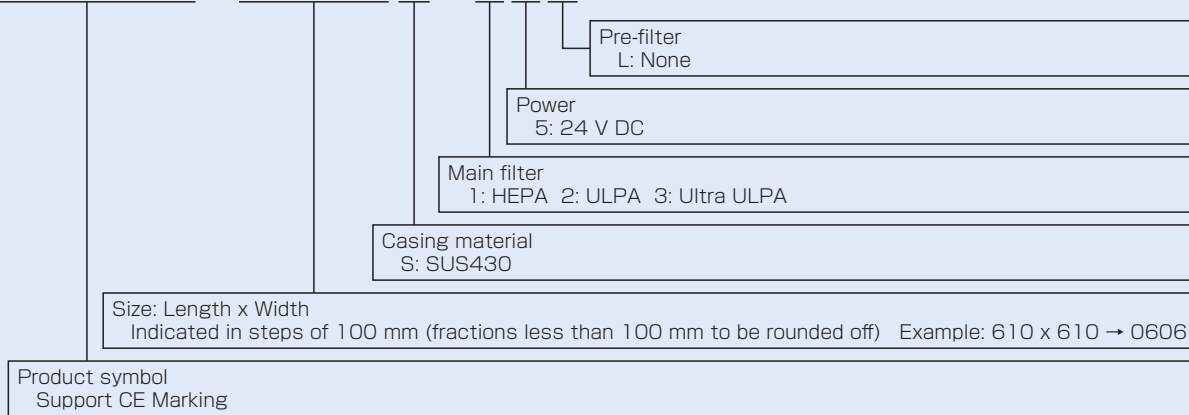 Pre-filter
L: None
Power
5: 24 V DC
Main filter
1: HEPA 2: ULPA 3: Ultra ULPA
Casing material
S: SUS430
Size: Length x Width
Indicated in steps of 100 mm (fractions less than 100 mm to be rounded off) Example: 610 x 610 → 0606
Product symbol
Support CE Marking